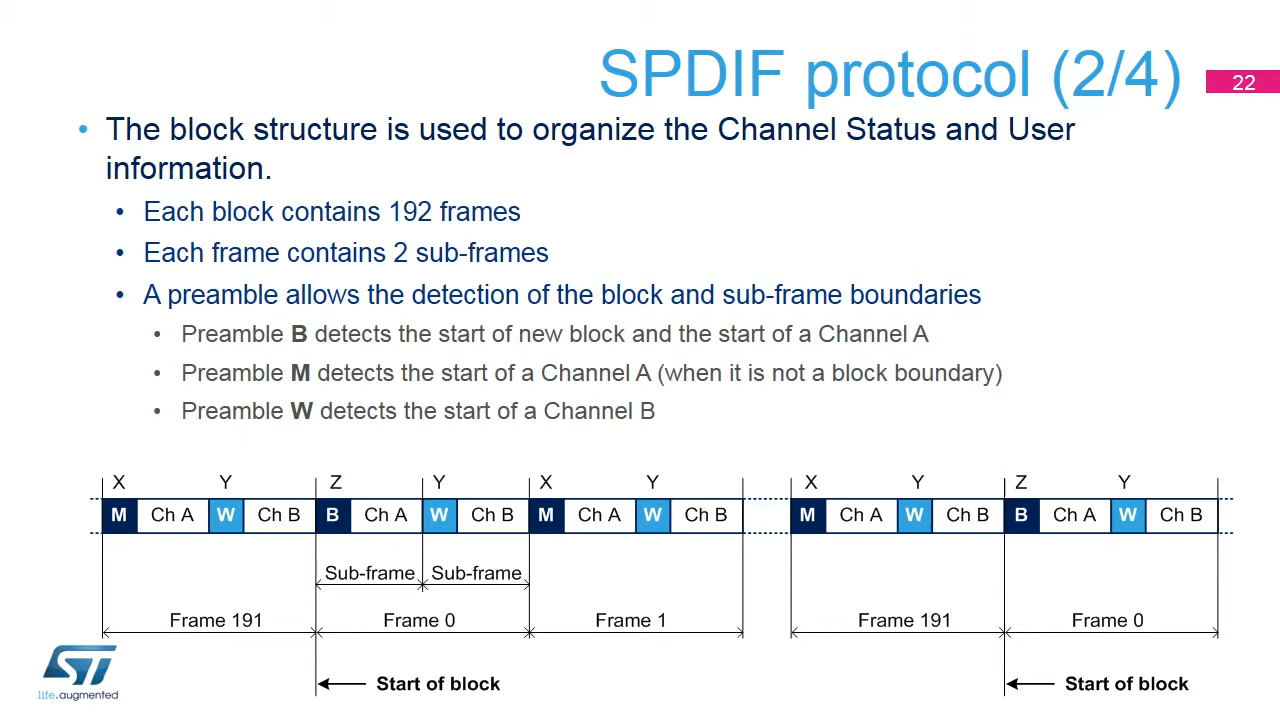 SPDIF protocol (2/4)
22
• The block structure is used to organize the Channel Status and User
information.
• Each block contains 192 frames
• Each frame contains 2 sub-frames
• A preamble allows the detection of the block and sub-frame boundaries
• Preamble B detects the start of new block and the start of a Channel A
• Preamble M detects the start of a Channel A (when it is not a block boundary)
• Preamble W detects the start of a Channel B
X Y Z Y X Y X Y Z Y
M Ch A W Ch B B Ch A W Ch B M Ch A W Ch B M Ch A W Ch B B Ch A W Ch B
Sub-frame Sub-frame
Frame 191 Frame 0 Frame 1 Frame 191 Frame 0
Start of block Start of block
ST
life.augmented